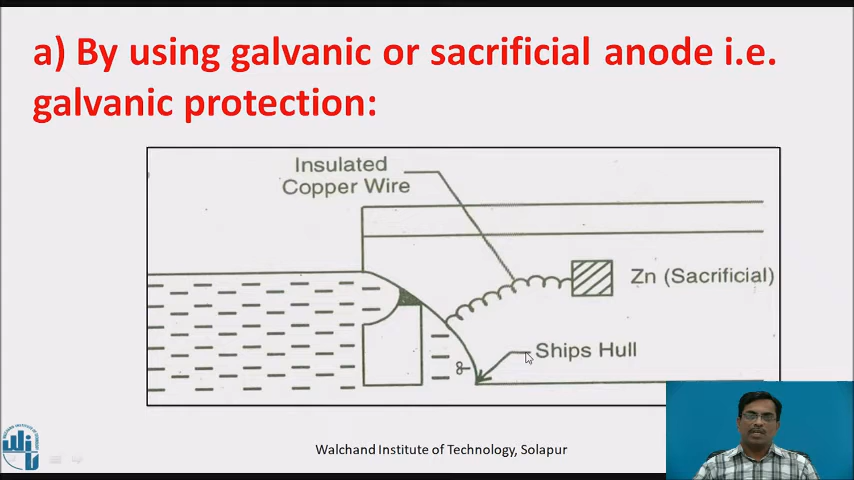 a) By using galvanic or sacrificial anode i.e.
galvanic protection:
Insulated
Copper Wire
Zn (Sacrificial)
Ships Hull
Walchand Institute of Technology, Solapur